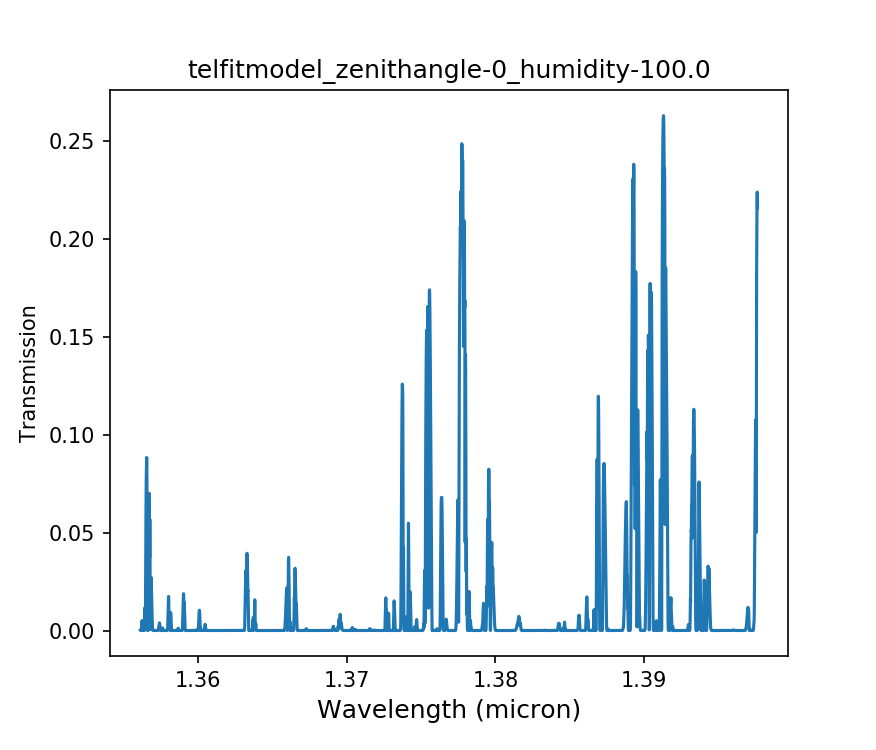 telfitmodel_zenithangle-0_humidity-100.0
Transmission
0.25
0.20
0.15
0.10
0.05
0.00
1.36 1.37 1.38 1.39
Wavelength (micron)